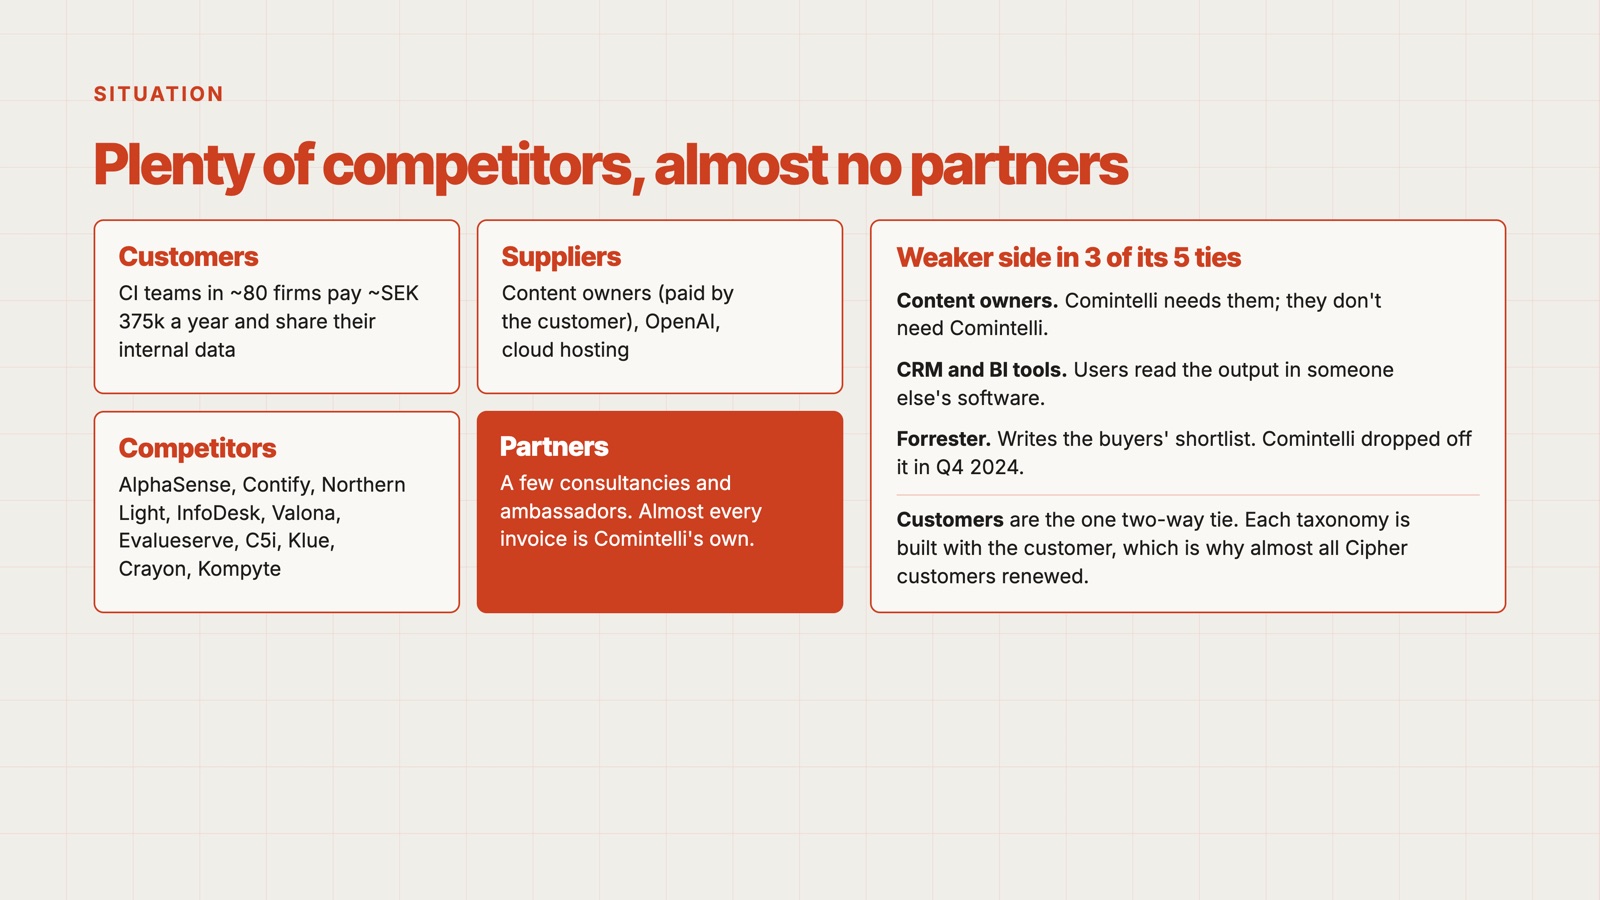 SITUATION
Plenty of competitors, almost no partners
Customers
CI teams in ~80 firms pay ~SEK
375k a year and share their
internal data
Suppliers
Content owners (paid by
the customer), OpenAI,
cloud hosting
Competitors
AlphaSense, Contify, Northern
Light, InfoDesk, Valona,
Evalueserve, C5i, Klue,
Crayon, Kompyte
Partners
A few consultancies and
ambassadors. Almost every
invoice is Comintelli's own.
Weaker side in 3 of its 5 ties
Content owners. Comintelli needs them; they don't
need Comintelli.
CRM and BI tools. Users read the output in someone
else's software.
Forrester. Writes the buyers' shortlist. Comintelli dropped off
it in Q4 2024.
Customers are the one two-way tie. Each taxonomy is
built with the customer, which is why almost all Cipher
customers renewed.